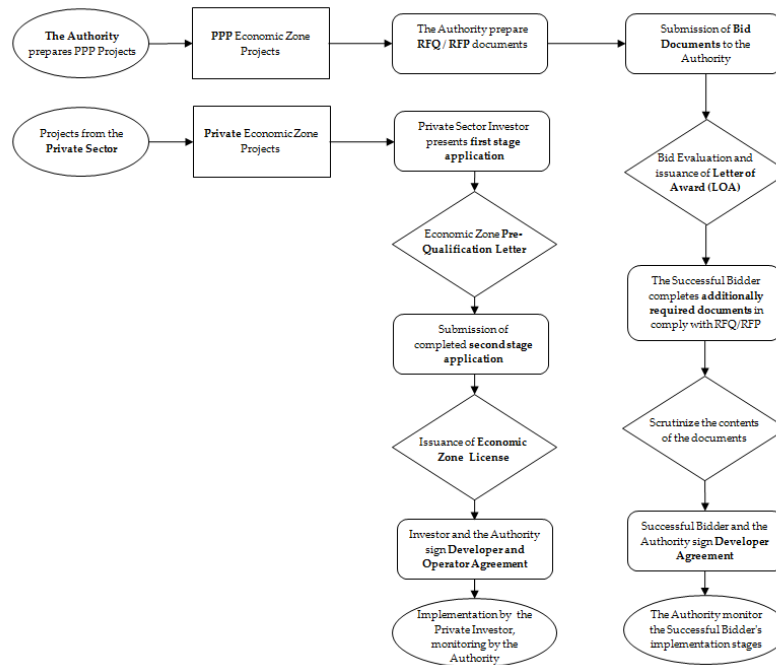 The Authority
prepares PPP Projects
PPP Economic Zone
Projects
The Authority prepare
RFQ / RFP documents
Submission of Bid
Documents to the
Authority
Projects from the
Private Sector
Private Economic Zone
Projects
Private Sector Investor
presents first stage
application
Bid Evaluation and
issuance of Letter of
Award (LOA)
Economic Zone Pre-
Qualification Letter
The Successful Bidder
completes additionally
required documents in
comply with RFQ/RFP
Submission of
completed second stage
application
Scrutinize the contents
of the documents
Issuance of Economic
Zone License
Investor and the Authority
sign Developer and
Operator Agreement
Successful Bidder and the
Authority sign Developer
Agreement
Implementation by the
Private Investor,
monitoring by the
Authority
The Authority monitor
the Successful Bidder's
implementation stages